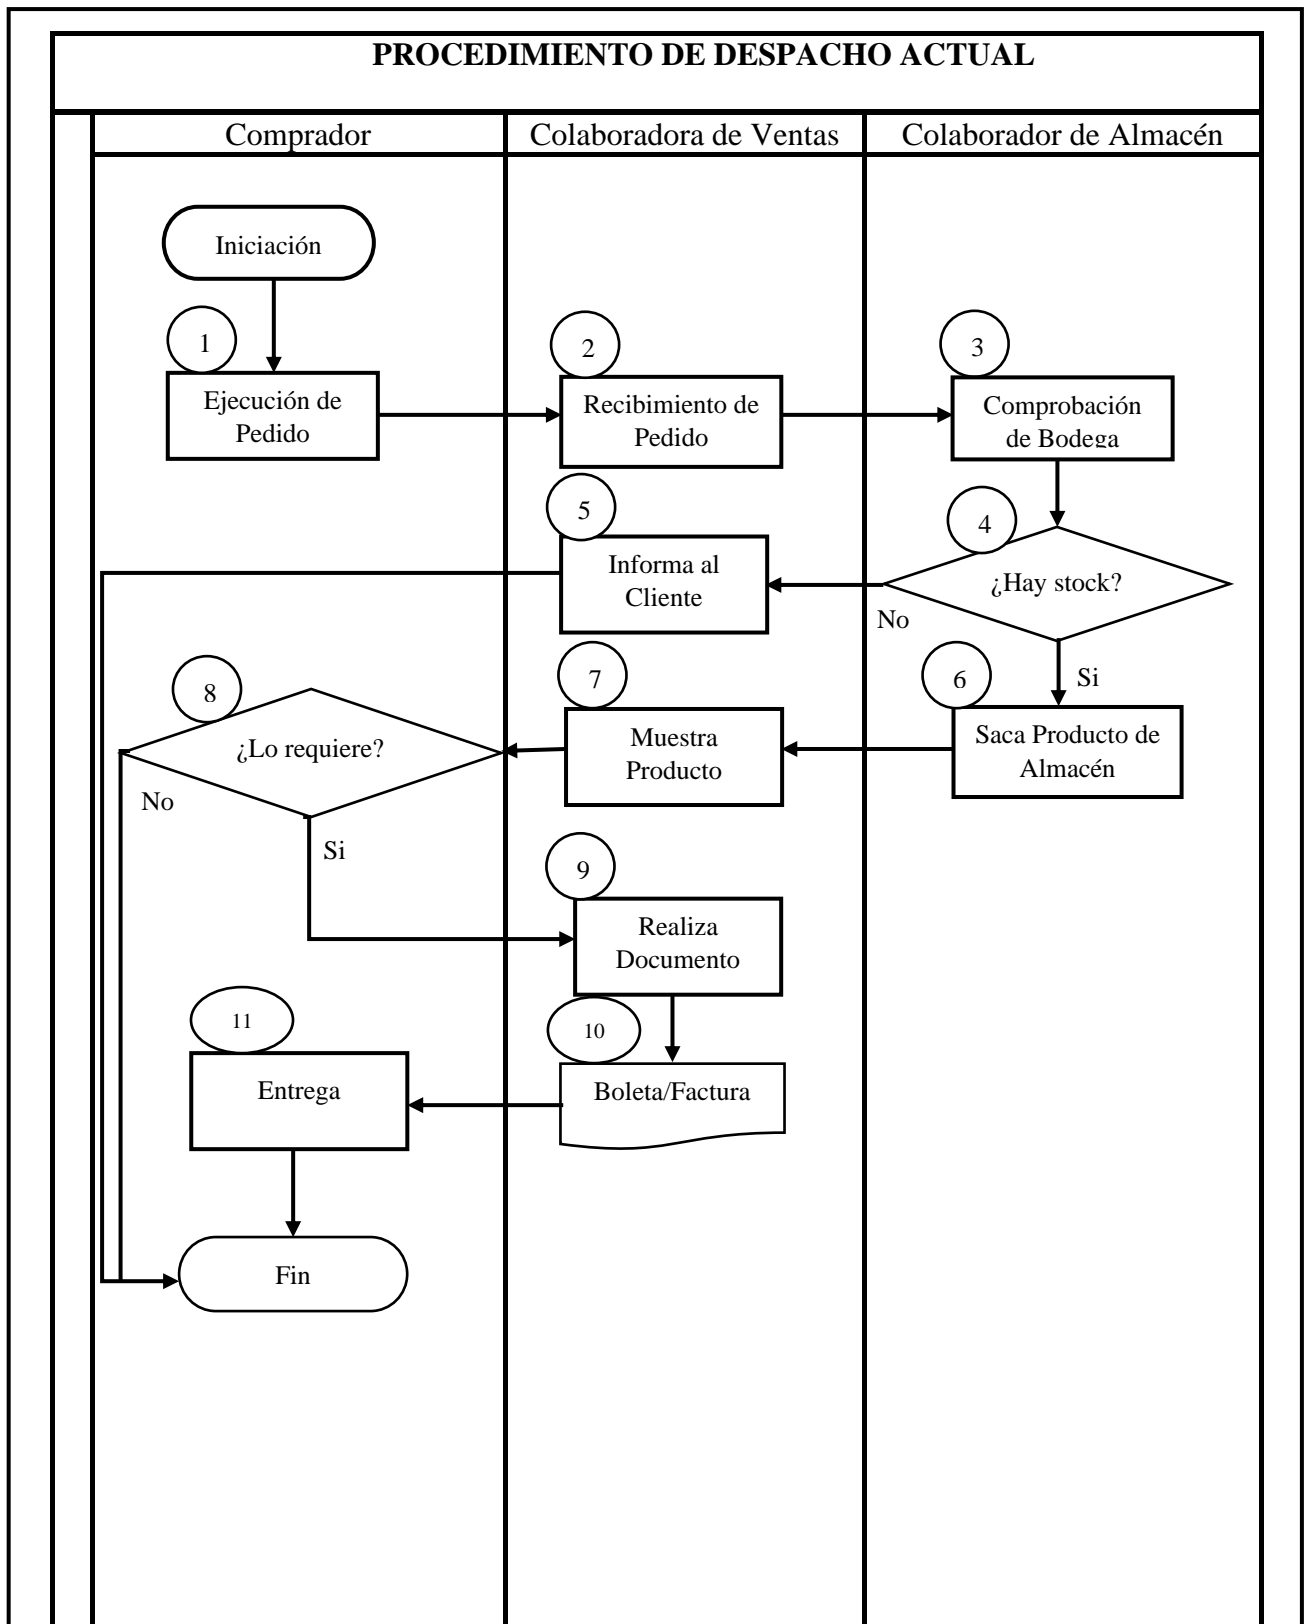 PROCEDIMIENTO DE DESPACHO ACTUAL
Comprador
Colaboradora de Ventas
Colaborador de Almacén
Iniciación
1
Ejecución de
Pedido
2
Recibimiento de
Pedido
3
Comprobación
de Bodega
4
¿Hay stock?
No
Si
5
Informa al
Cliente
6
Saca Producto de
Almacén
7
Muestra
Producto
8
¿Lo requiere?
No
Si
9
Realiza
Documento
10
Boleta/Factura
11
Entrega
Fin